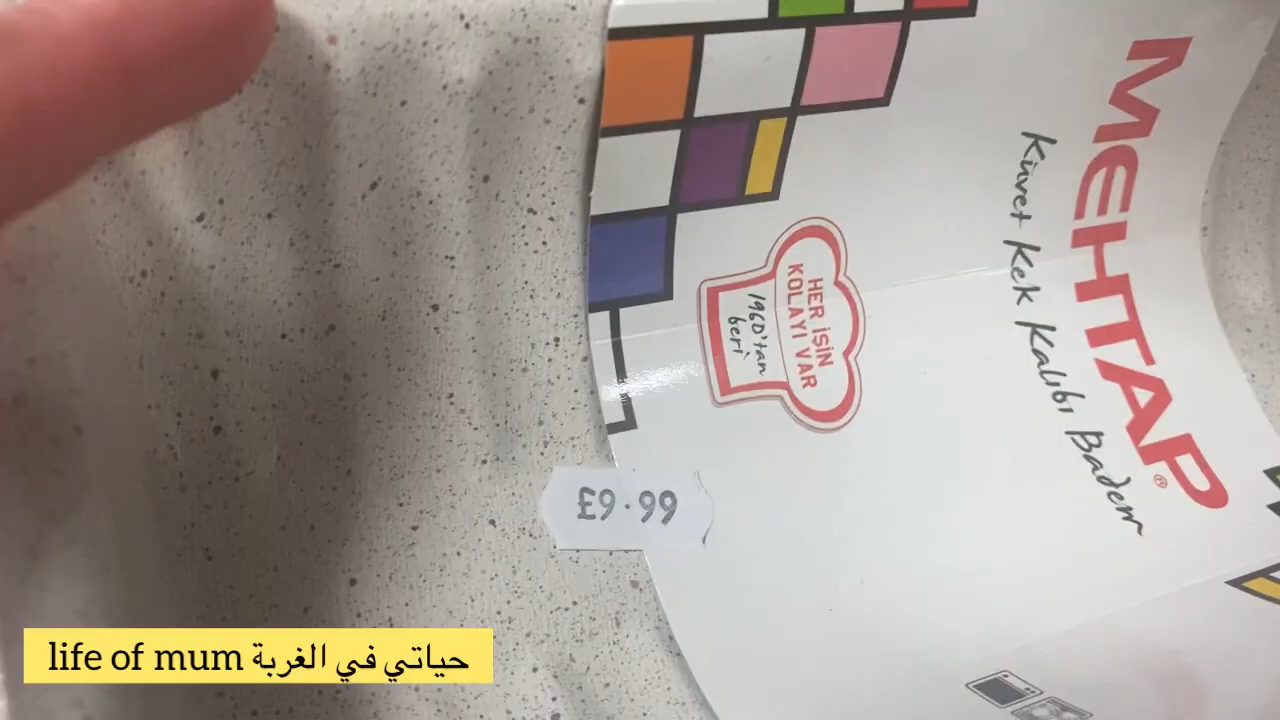 MEHTAP®
Küvet Kek Kalıbı Badem
HER İŞİN
KOLAYI VAR
1960'tan
beri
£9.99
life of mum حياتي في الغربة